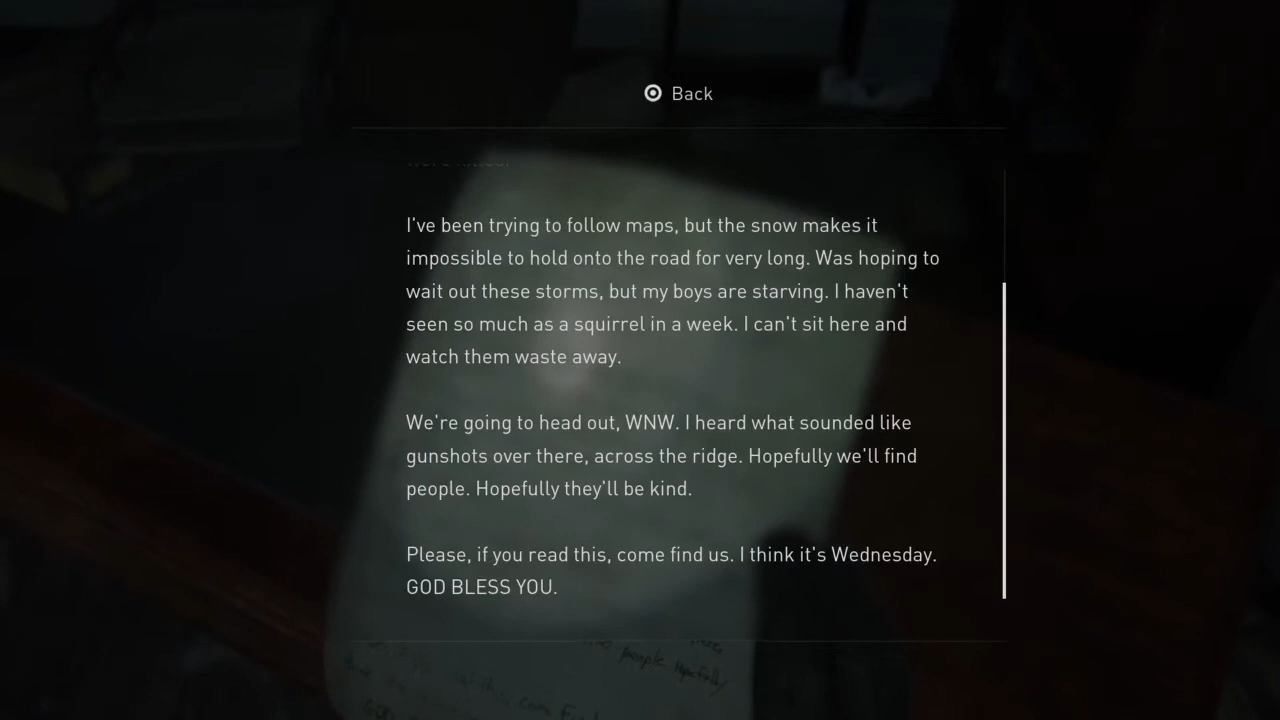 Back
I've been trying to follow maps, but the snow makes it
impossible to hold onto the road for very long. Was hoping to
wait out these storms, but my boys are starving. I haven't
seen so much as a squirrel in a week. I can't sit here and
watch them waste away.
We're going to head out, WNW. I heard what sounded like
gunshots over there, across the ridge. Hopefully we'll find
people. Hopefully they'll be kind.
Please, if you read this, come find us. I think it's Wednesday.
GOD BLESS YOU.
people Hopefully